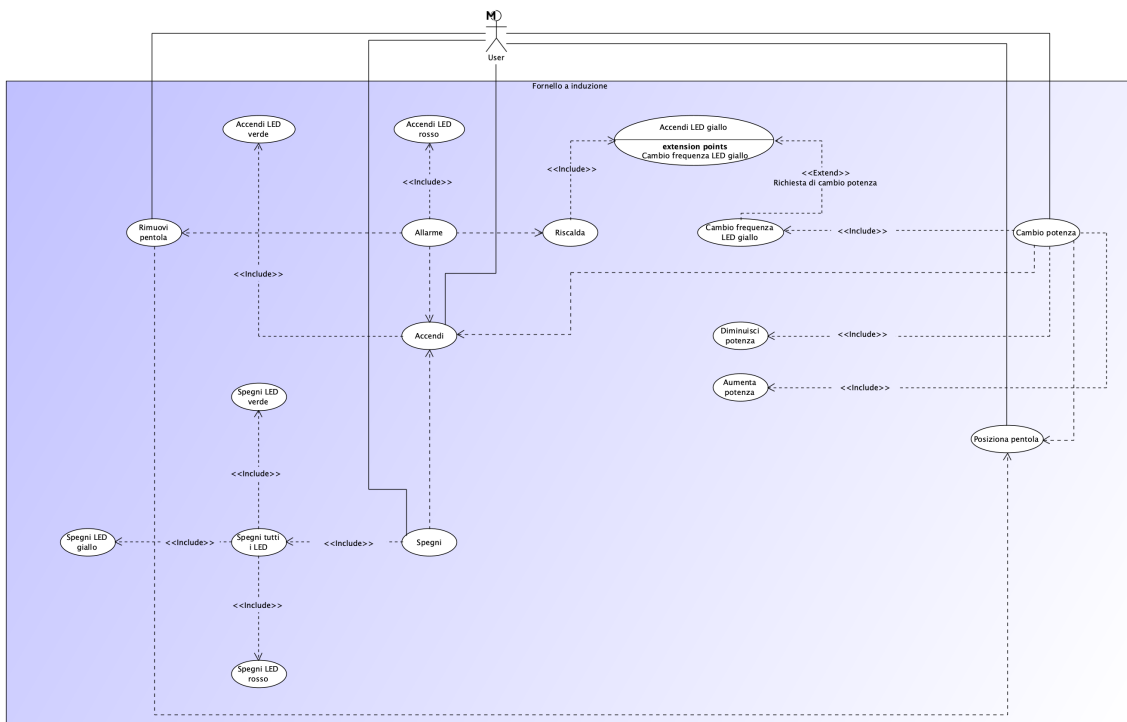 M
User
Fornello a induzione
Accendi LED
verde
Accendi LED
rosso
Accendi LED giallo
extension points
Cambio frequenza LED giallo
<<Include>>
<<Include>>
<<Extend>>
Richiesta di cambio potenza
Rimuovi
pentola
Allarme
Riscalda
Cambio frequenza
LED giallo
<<Include>>
Cambio potenza
<<Include>>
Accendi
Diminuisci
potenza
<<Include>>
Aumenta
potenza
<<Include>>
Spegni LED
verde
Posiziona pentola
<<Include>>
Spegni LED
giallo
<<Include>>
Spegni tutti
i LED
<<Include>>
Spegni
<<Include>>
Spegni LED
rosso